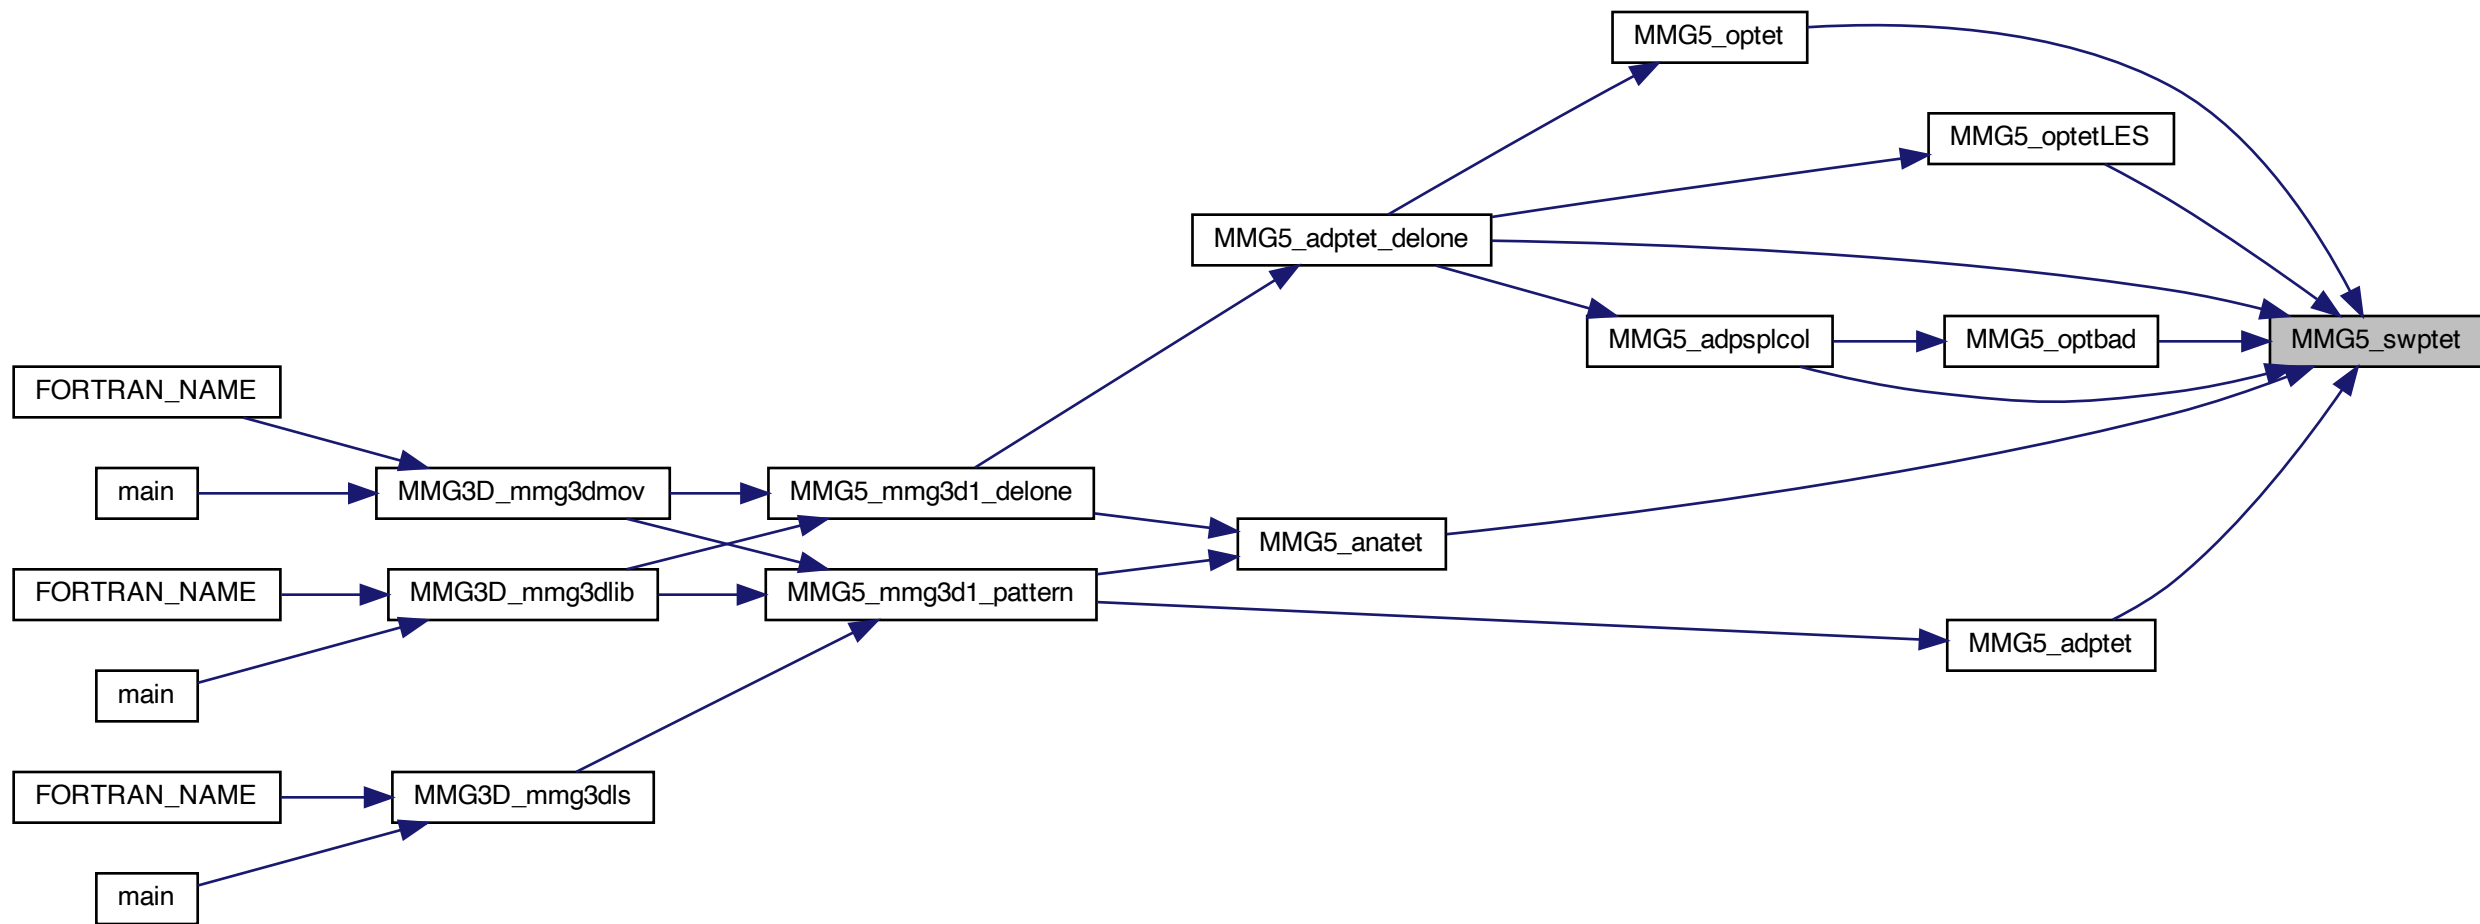 MMG5_optet
MMG5_optetLES
MMG5_adptet_delone
MMG5_adpsplcol
MMG5_optbad
MMG5_swptet
FORTRAN_NAME
main
MMG3D_mmg3dmov
MMG5_mmg3d1_delone
MMG5_anatet
FORTRAN_NAME
MMG3D_mmg3dlib
MMG5_mmg3d1_pattern
MMG5_adptet
main
FORTRAN_NAME
MMG3D_mmg3dls
main